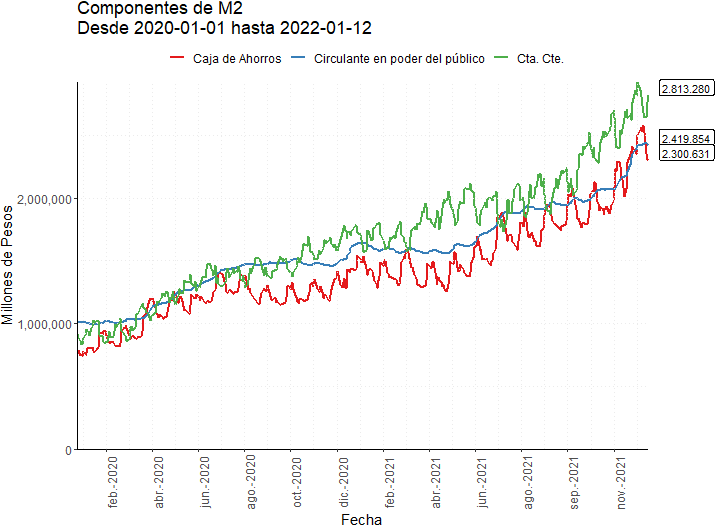 Componentes de M2
Desde 2020-01-01 hasta 2022-01-12
Caja de Ahorros Circulante en poder del público Cta. Cte.
2.813.280
2.419.854
2.300.631
2,000,000
1,000,000
0
Millones de Pesos
feb.-2020 abr.-2020 jun.-2020 ago.-2020 oct.-2020 dic.-2020 feb.-2021 abr.-2021 jun.-2021 ago.-2021 sep.-2021 nov.-2021
Fecha